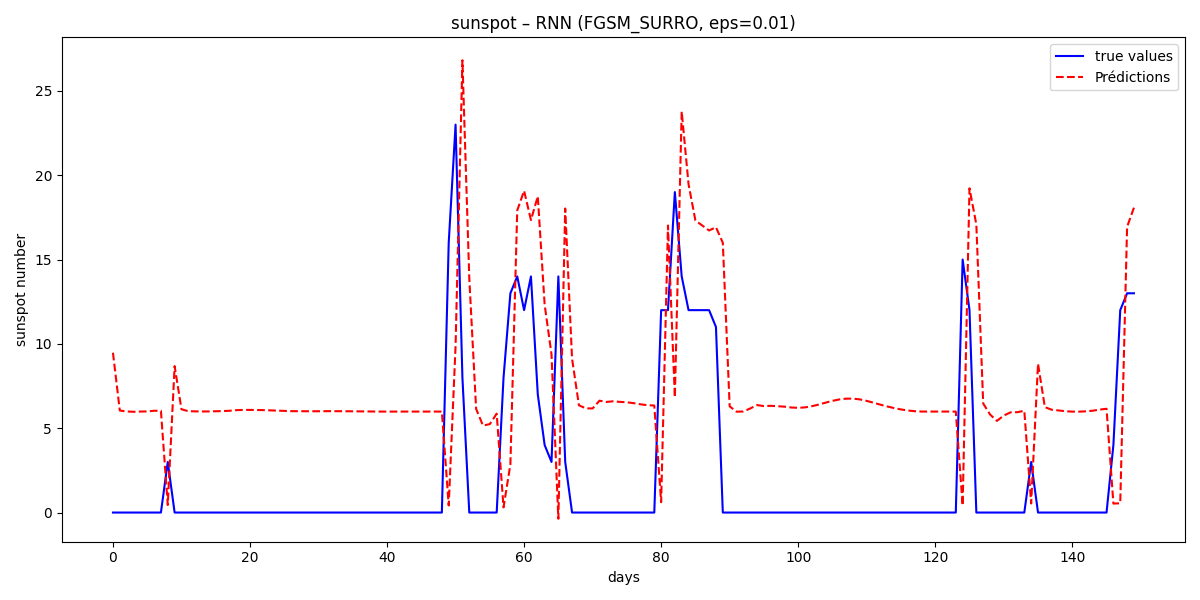 sunspot – RNN (FGSM_SURRO, eps=0.01)
true values
Prédictions
sunspot number
25
20
15
10
5
0
0 20 40 60 80 100 120 140
days